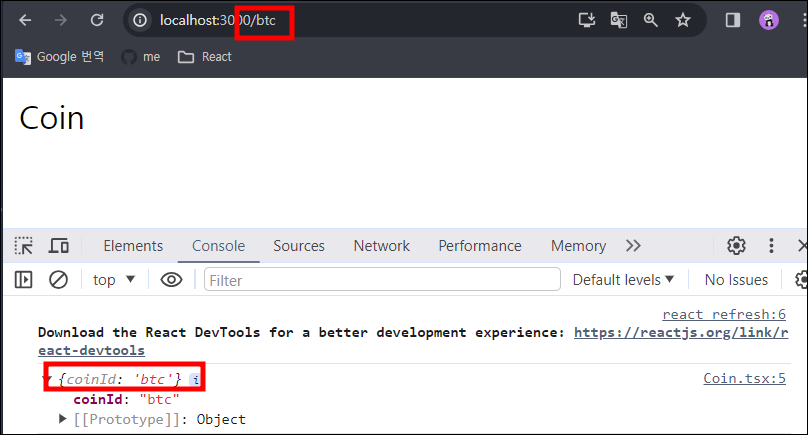 localhost:3000/btc
Google 번역 me React
Coin
Elements Console Sources Network Performance Memory
top Filter Default levels No Issues
react refresh:6
Download the React DevTools for a better development experience: https://reactjs.org/link/r
eact-devtools
{coinId: 'btc'} i Coin.tsx:5
coinId: "btc"
[[Prototype]]: Object